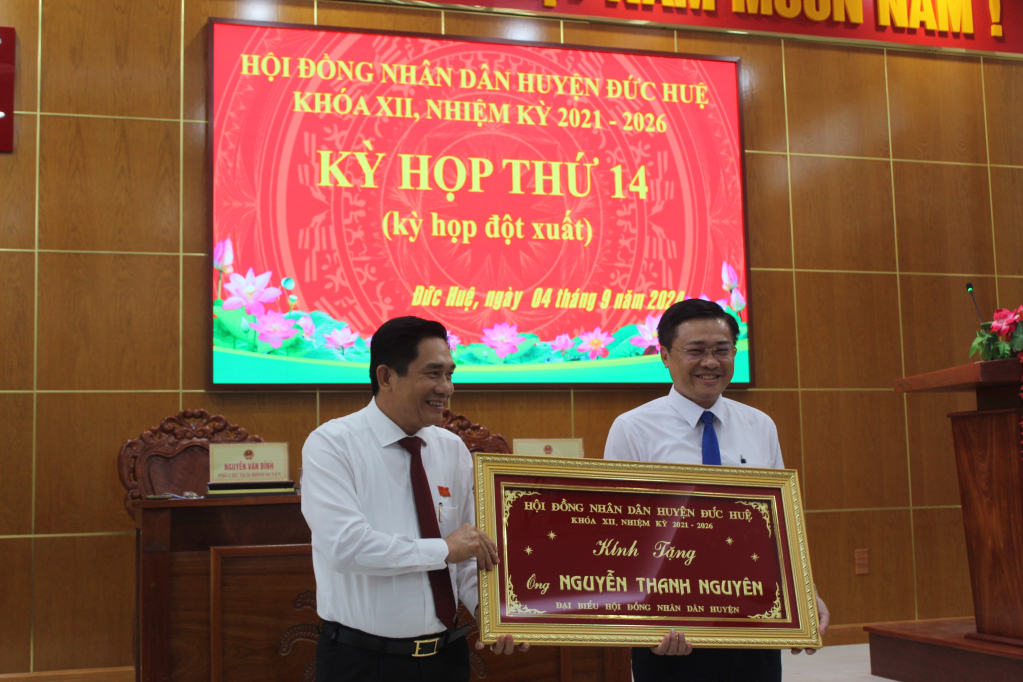 NĂM MUÔN NĂM !
HỘI ĐỒNG NHÂN DÂN HUYỆN ĐỨC HUỆ
KHÓA XII, NHIỆM KỲ 2021 - 2026
KỲ HỌP THỨ 14
(kỳ họp đột xuất)
Đức Huệ, ngày 04 tháng 9 năm 2024
NGUYỄN VĂN BÌNH
HỘI ĐỒNG NHÂN DÂN HUYỆN ĐỨC HUỆ
KHÓA XII, NHIỆM KỲ 2021 - 2026
Kính Tặng
Ông NGUYỄN THANH NGUYÊN
ĐẠI BIỂU HỘI ĐỒNG NHÂN DÂN HUYỆN